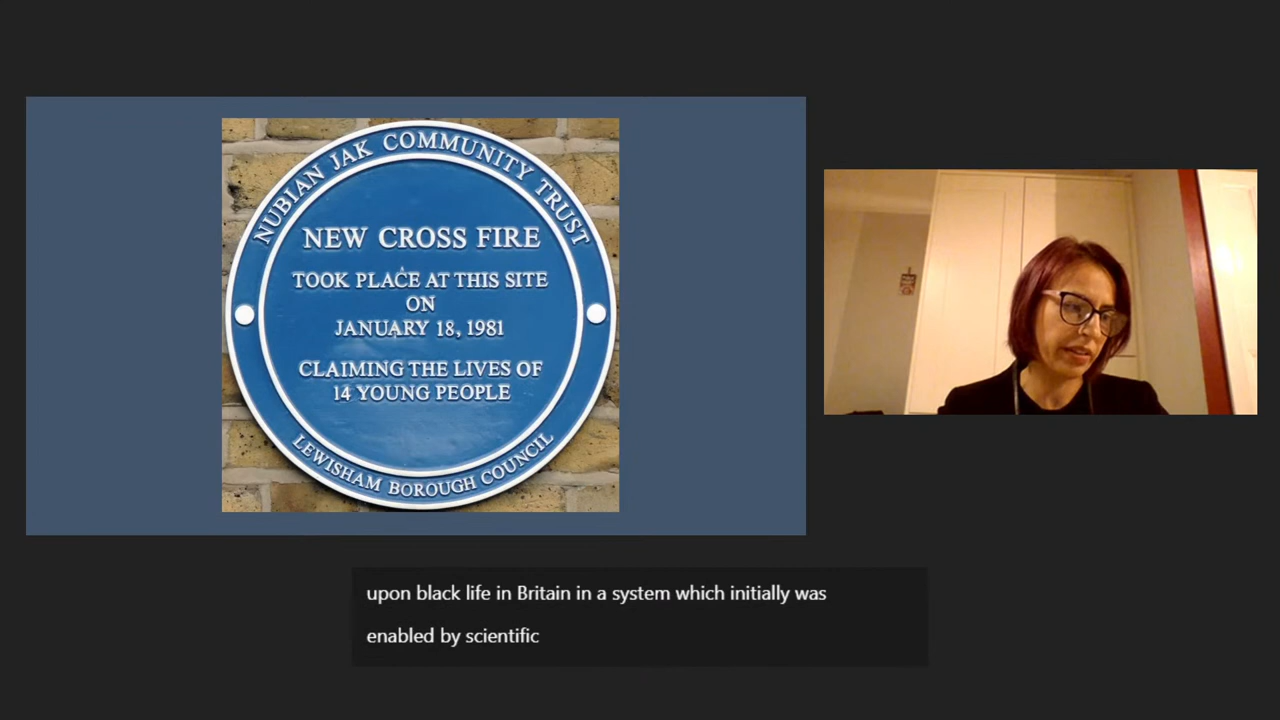 NUBIAN JAK COMMUNITY TRUST
NEW CROSS FIRE
TOOK PLACE AT THIS SITE
ON
JANUARY 18, 1981
CLAIMING THE LIVES OF
14 YOUNG PEOPLE
LEWISHAM BOROUGH COUNCIL
upon black life in Britain in a system which initially was
enabled by scientific